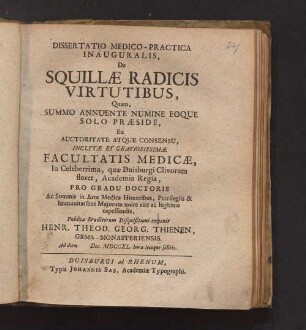 DISSERTATIO MEDICO-PRACTICA
INAUGURALIS,
De
SQUILLÆ RADICIS
VIRTUTIBUS,
Quam,
SUMMO ANNUENTE NUMINE EOQUE
SOLO PRÆSIDE,
Ex
AUCTORITATE ATQUE CONSENSU,
INCLYTÆ ET GRATIOSISSIMÆ
FACULTATIS MEDICÆ,
In Celeberrima, quæ Duisburgi Clivorum
floret, Academia Regia,
PRO GRADU DOCTORIS
Ac Summis in Arte Medica Honoribus, Privilegiis &
Immunitatibus Majorum more rite ac legitime
capessendis.
Publicæ Eruditorum Disquisitioni exponit
HENR. THEOD. GEORG. THIENEN,
MONASTERIENSIS.
Ad diem Dec. MDCCXL. hora locoque solitis.
DUISBURGI ad RHENUM,
Typis JOHANNIS SAS, Academiæ Typographi.